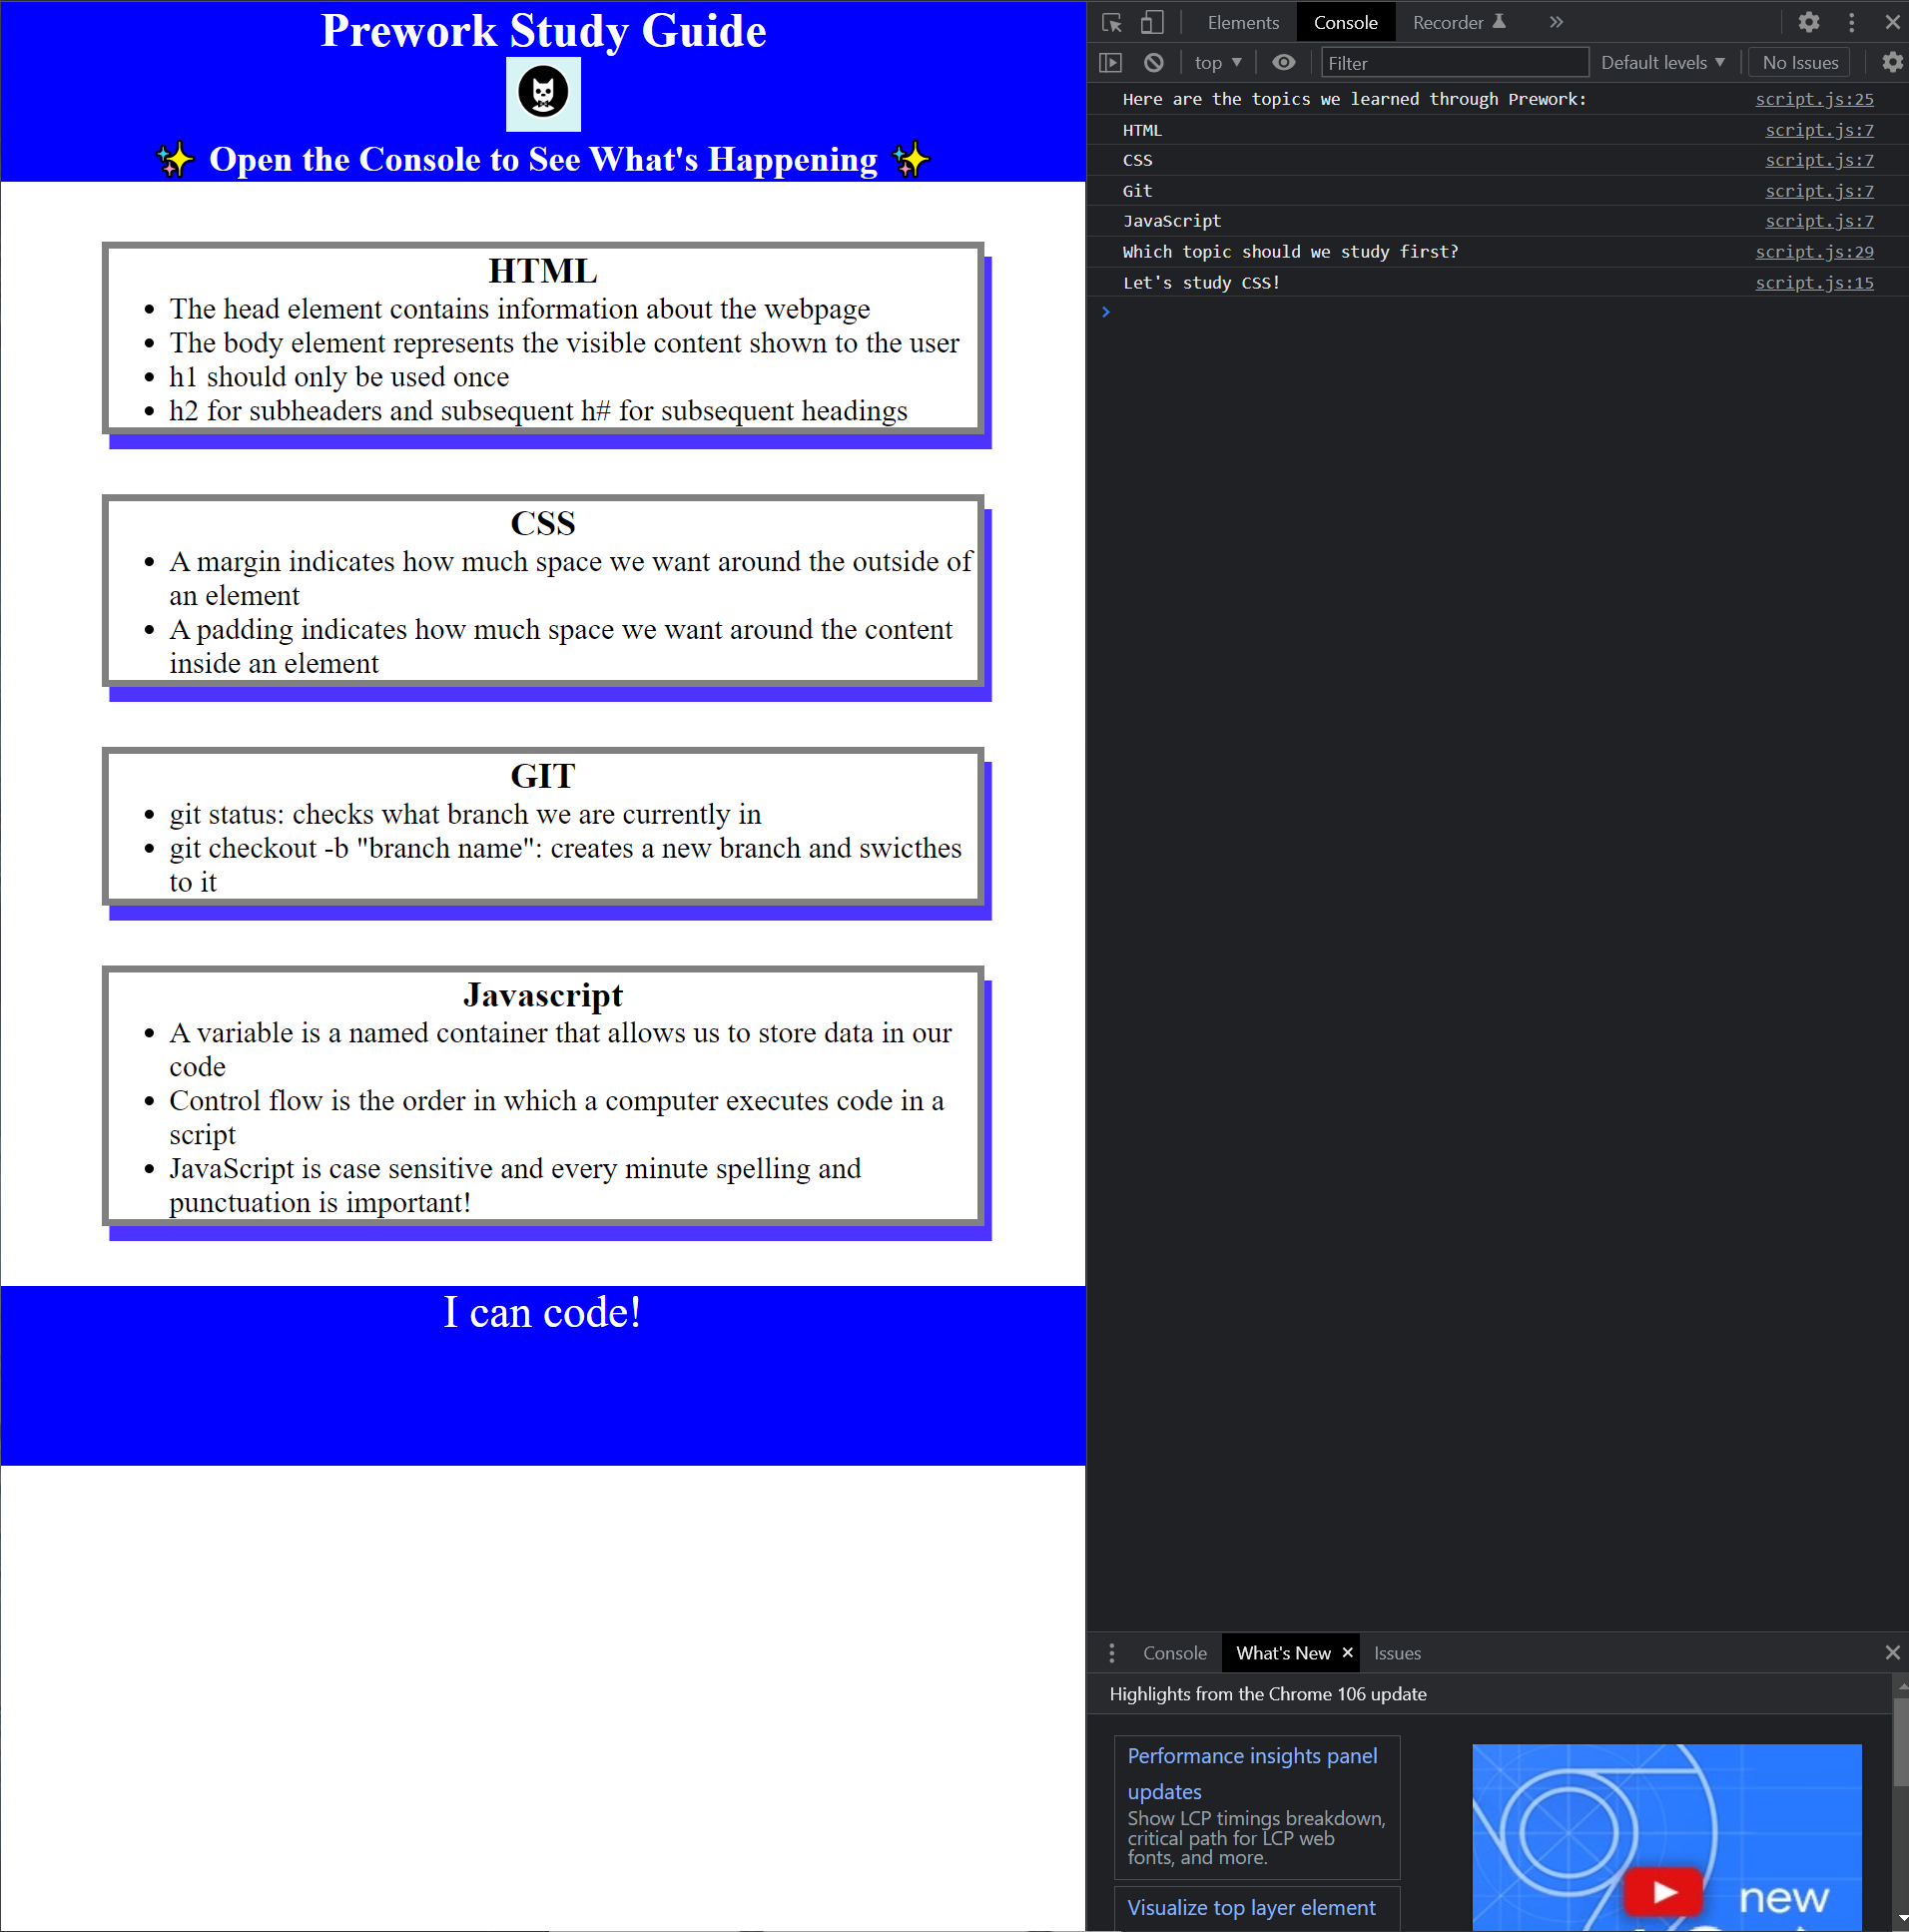 Prework Study Guide
✨ Open the Console to See What's Happening ✨
HTML
• The head element contains information about the webpage
• The body element represents the visible content shown to the user
• h1 should only be used once
• h2 for subheaders and subsequent h# for subsequent headings
CSS
• A margin indicates how much space we want around the outside of
an element
• A padding indicates how much space we want around the content
inside an element
GIT
• git status: checks what branch we are currently in
• git checkout -b "branch name": creates a new branch and swicthes
to it
Javascript
• A variable is a named container that allows us to store data in our
code
• Control flow is the order in which a computer executes code in a
script
• JavaScript is case sensitive and every minute spelling and
punctuation is important!
I can code!
Elements Console Recorder
top Filter Default levels No Issues
Here are the topics we learned through Prework: script.js:25
HTML script.js:7
CSS script.js:7
Git script.js:7
JavaScript script.js:7
Which topic should we study first? script.js:29
Let's study CSS! script.js:15
Console What's New Issues
Highlights from the Chrome 106 update
Performance insights panel
updates
Show LCP timings breakdown,
critical path for LCP web
fonts, and more.
Visualize top layer element
new